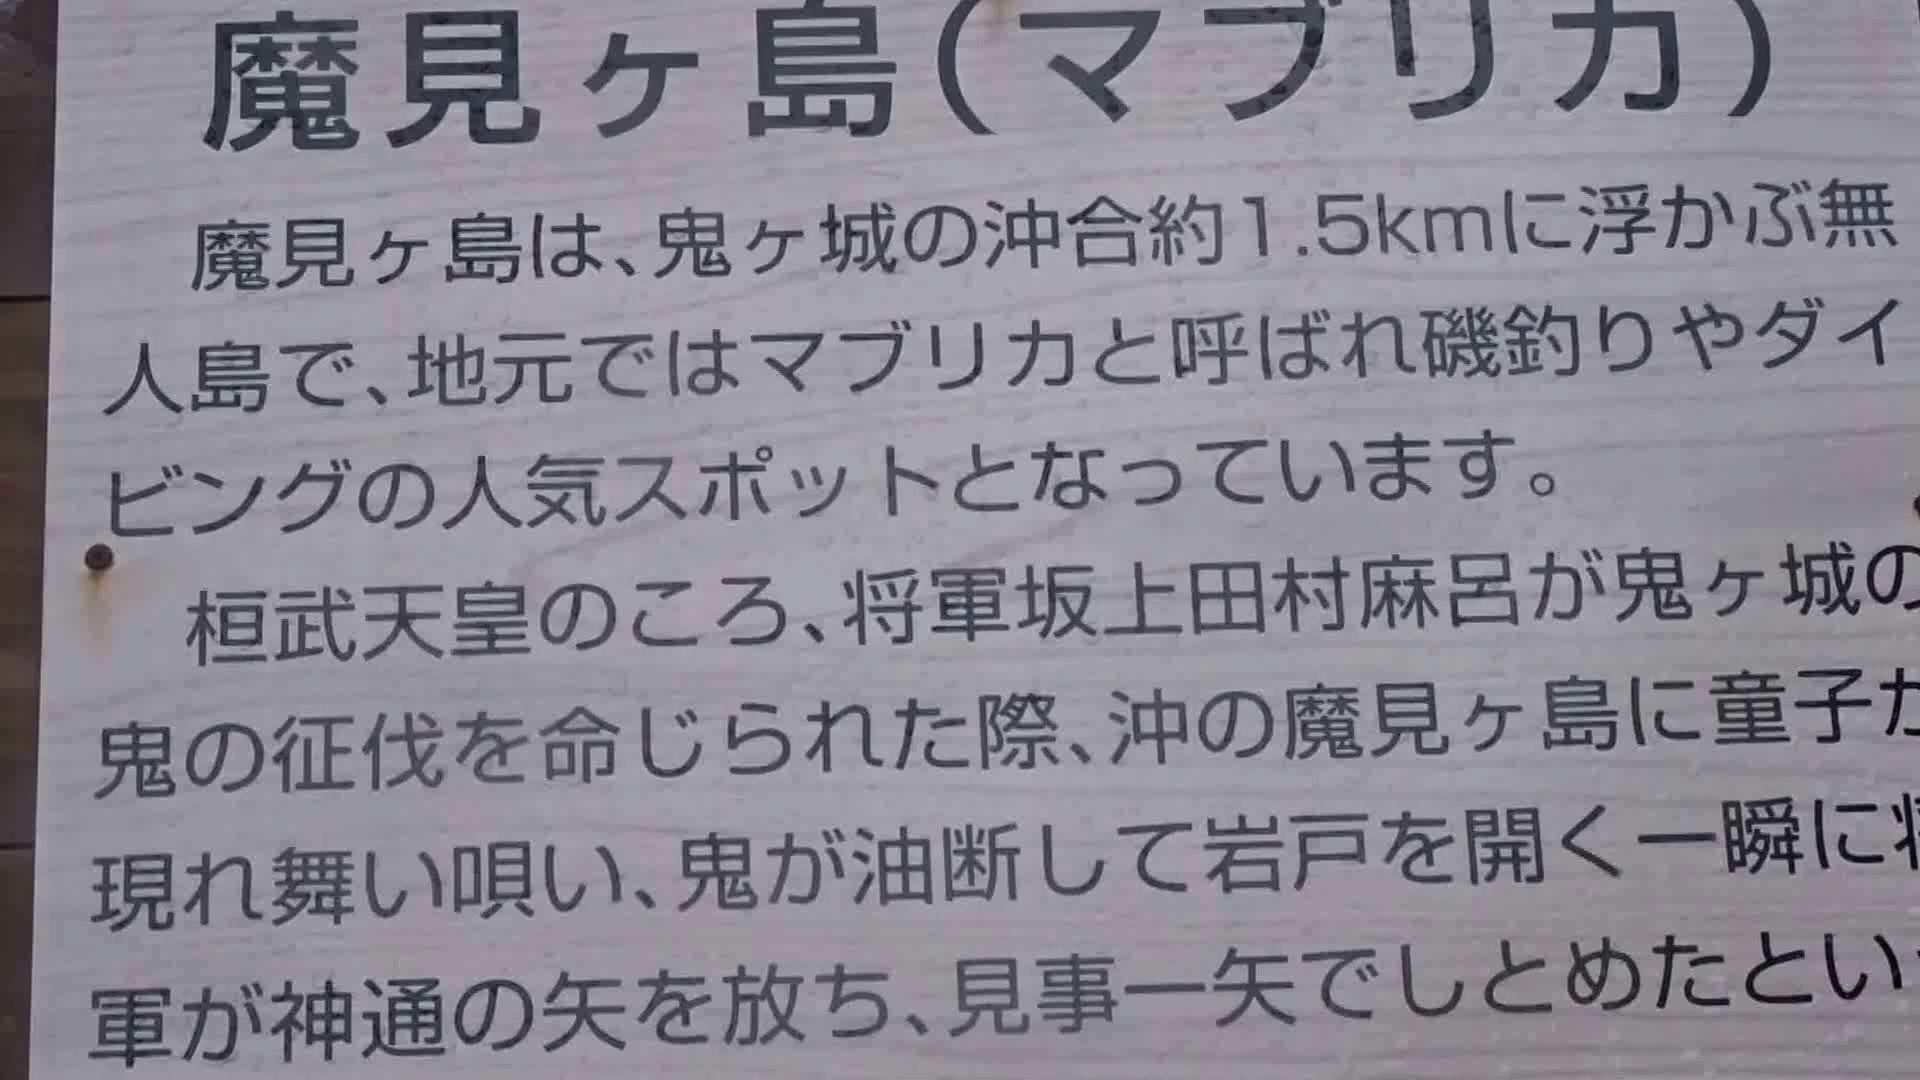 魔見ヶ島(マブリカ)
魔見ヶ島は、鬼ヶ城の沖合約1.5kmに浮かぶ無
人島で、地元ではマブリカと呼ばれ磯釣りやダイ
ビングの人気スポットとなっています。
桓武天皇のころ、将軍坂上田村麻呂が鬼ヶ城の
鬼の征伐を命じられた際、沖の魔見ヶ島に童子が
現れ舞い唄い、鬼が油断して岩戸を開く一瞬に将
軍が神通の矢を放ち、見事一矢でしとめたとい